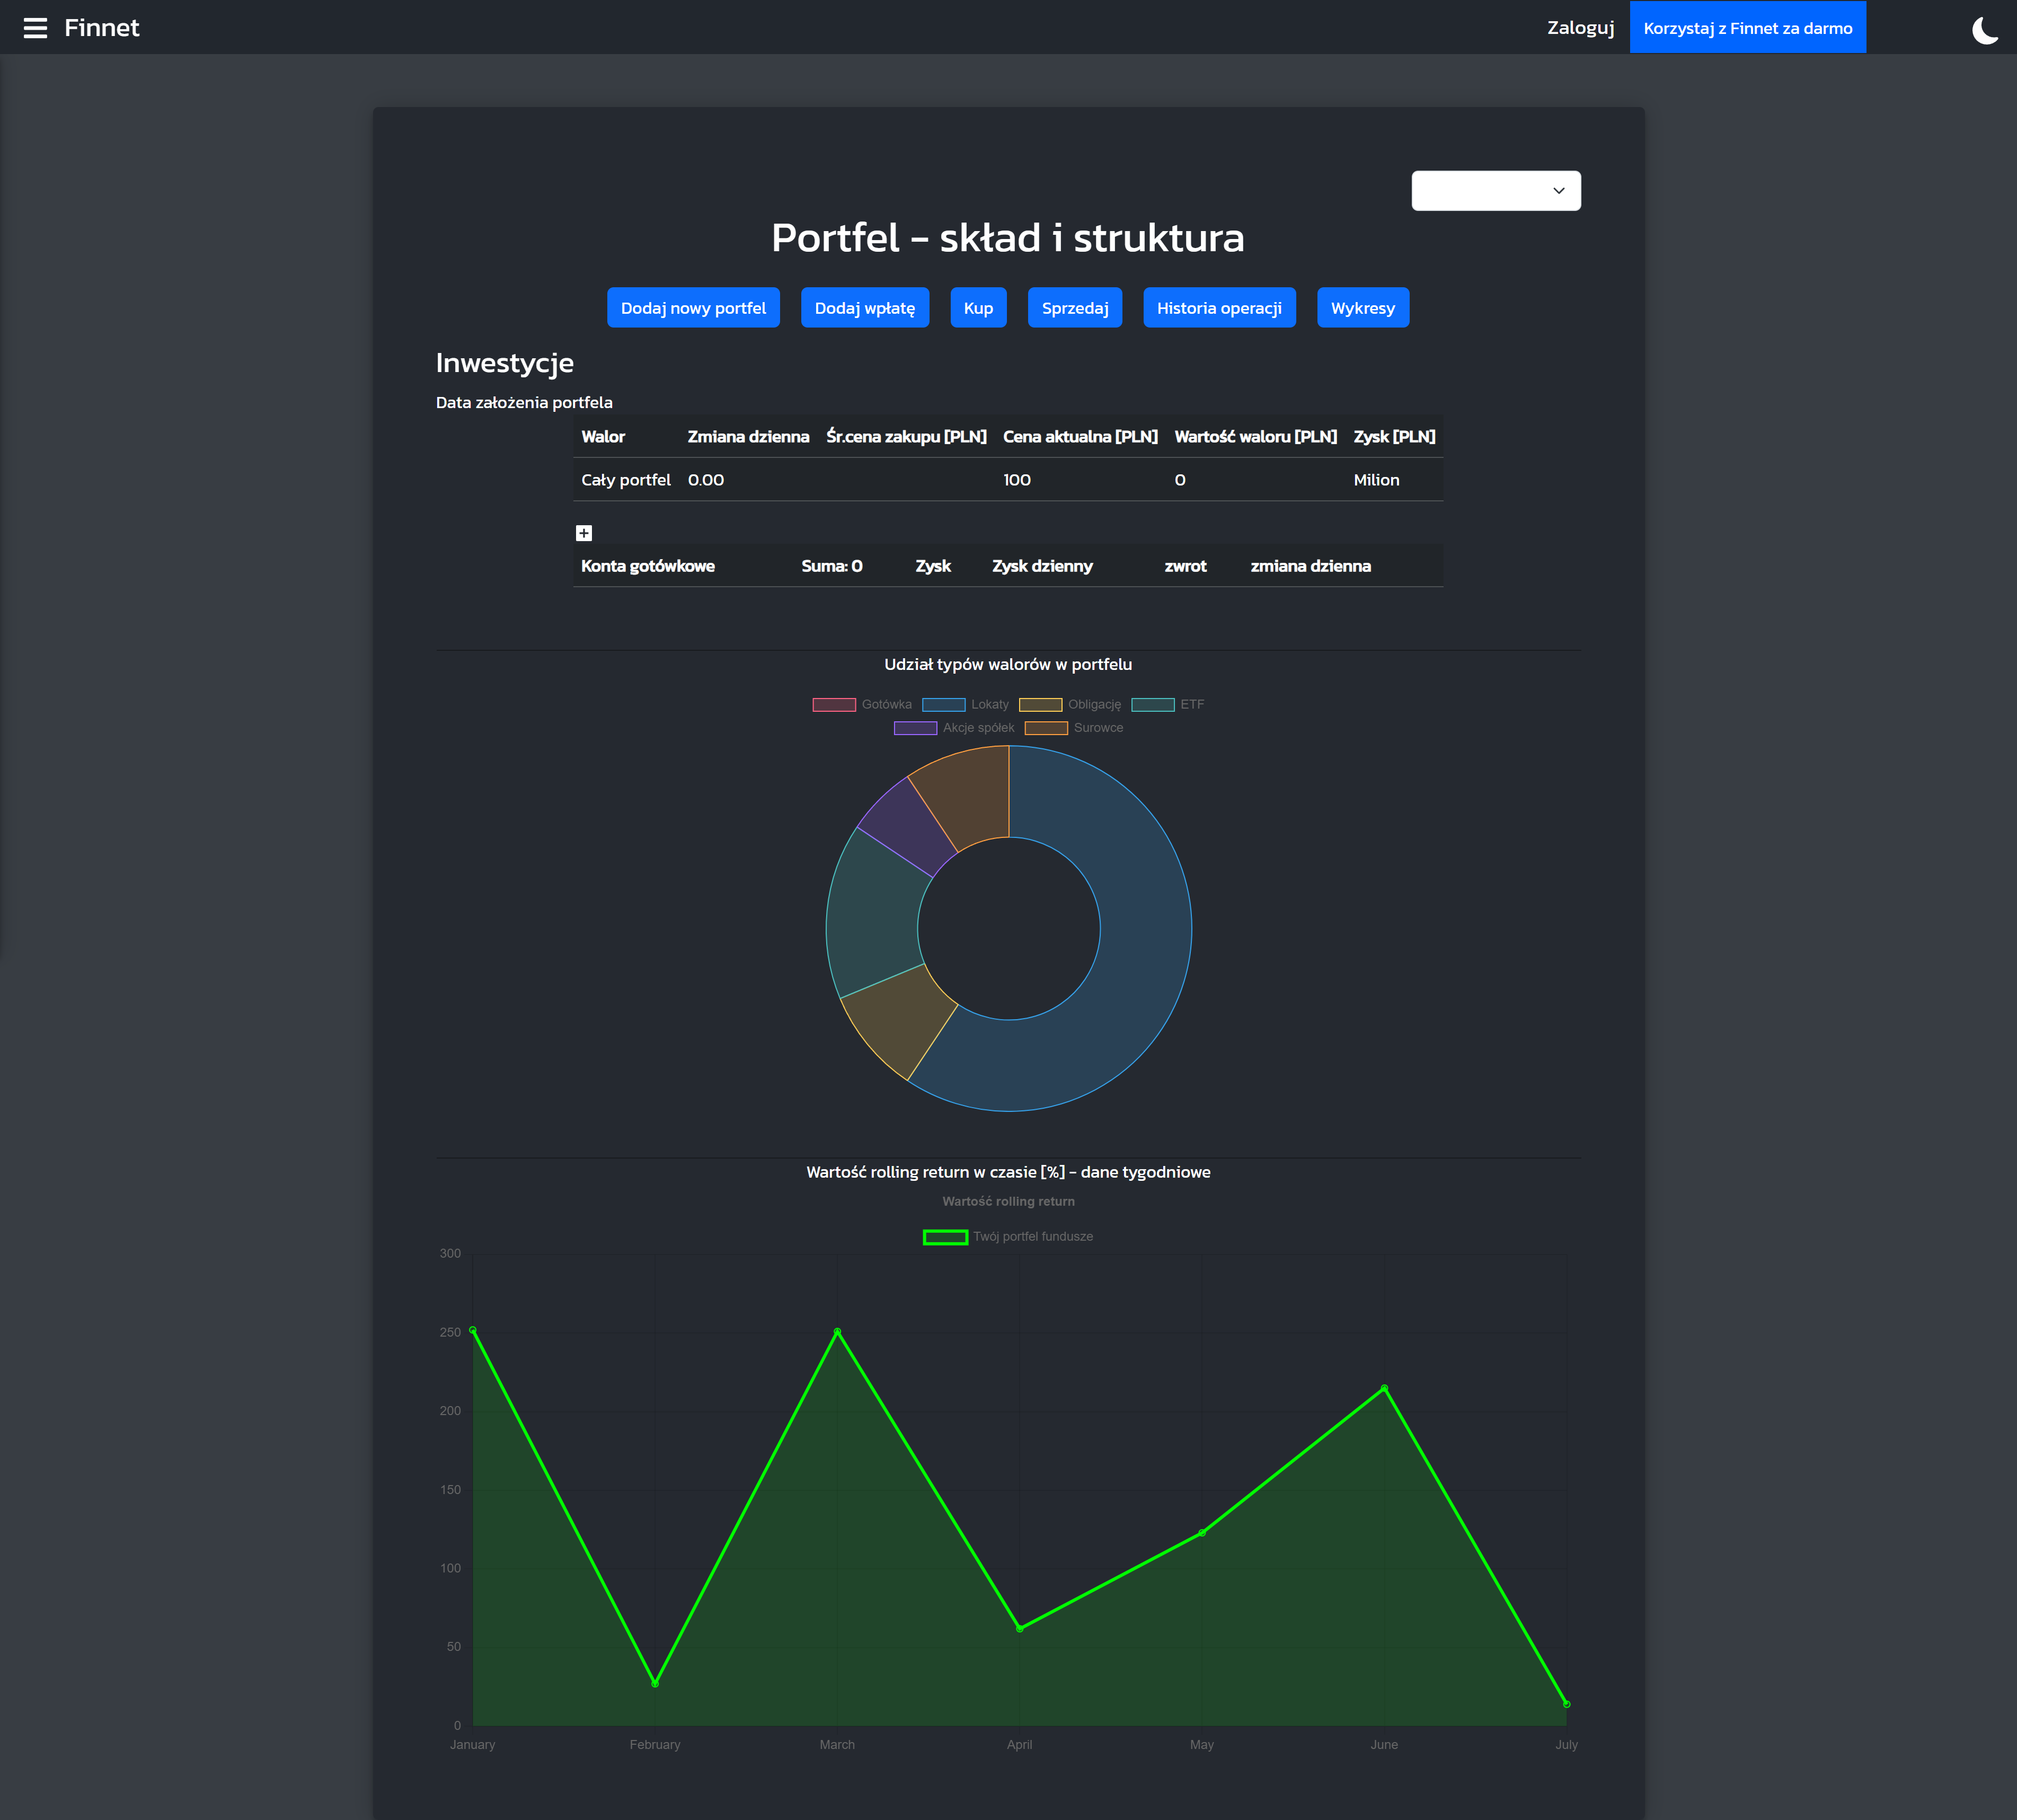 Finnet Zaloguj Korzystaj z Finnet za darmo
Portfel - skład i struktura
Dodaj nowy portfel Dodaj wpłatę Kup Sprzedaj Historia operacji Wykresy
Inwestycje
Data założenia portfela
Walor Zmiana dzienna Śr.cena zakupu [PLN] Cena aktualna [PLN] Wartość waloru [PLN] Zysk [PLN]
Cały portfel 0.00 100 0 Milion
Konta gotówkowe Suma: 0 Zysk Zysk dzienny zwrot zmiana dzienna
Udział typów walorów w portfelu
Gotówka Lokaty Obligację ETF
Akcje spółek Surowce
Wartość rolling return w czasie [%] - dane tygodniowe
Wartość rolling return
Twój portfel fundusze
300
250
200
150
100
50
0
January February March April May June July